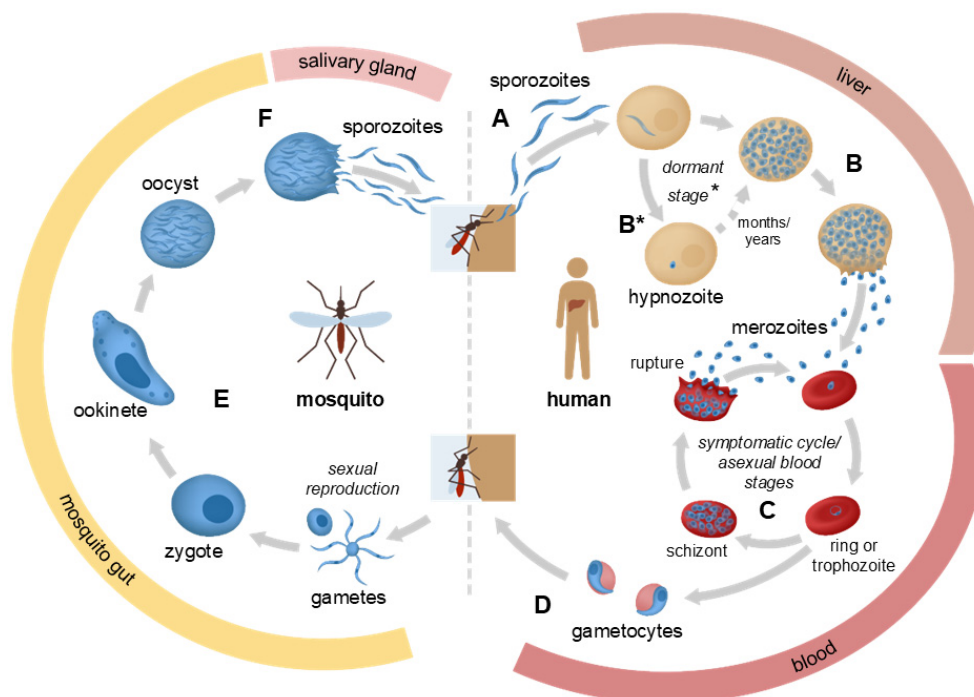 salivary gland
liver
sporozoites
A
F
sporozoites
B
dormant
stage*
oocyst
B*
months/
years
hypnozoite
merozoites
rupture
ookinete
E
mosquito
human
symptomatic cycle/
asexual blood
stages
sexual
reproduction
C
mosquito gut
zygote
schizont
ring or
trophozoite
gametes
D
gametocytes
blood